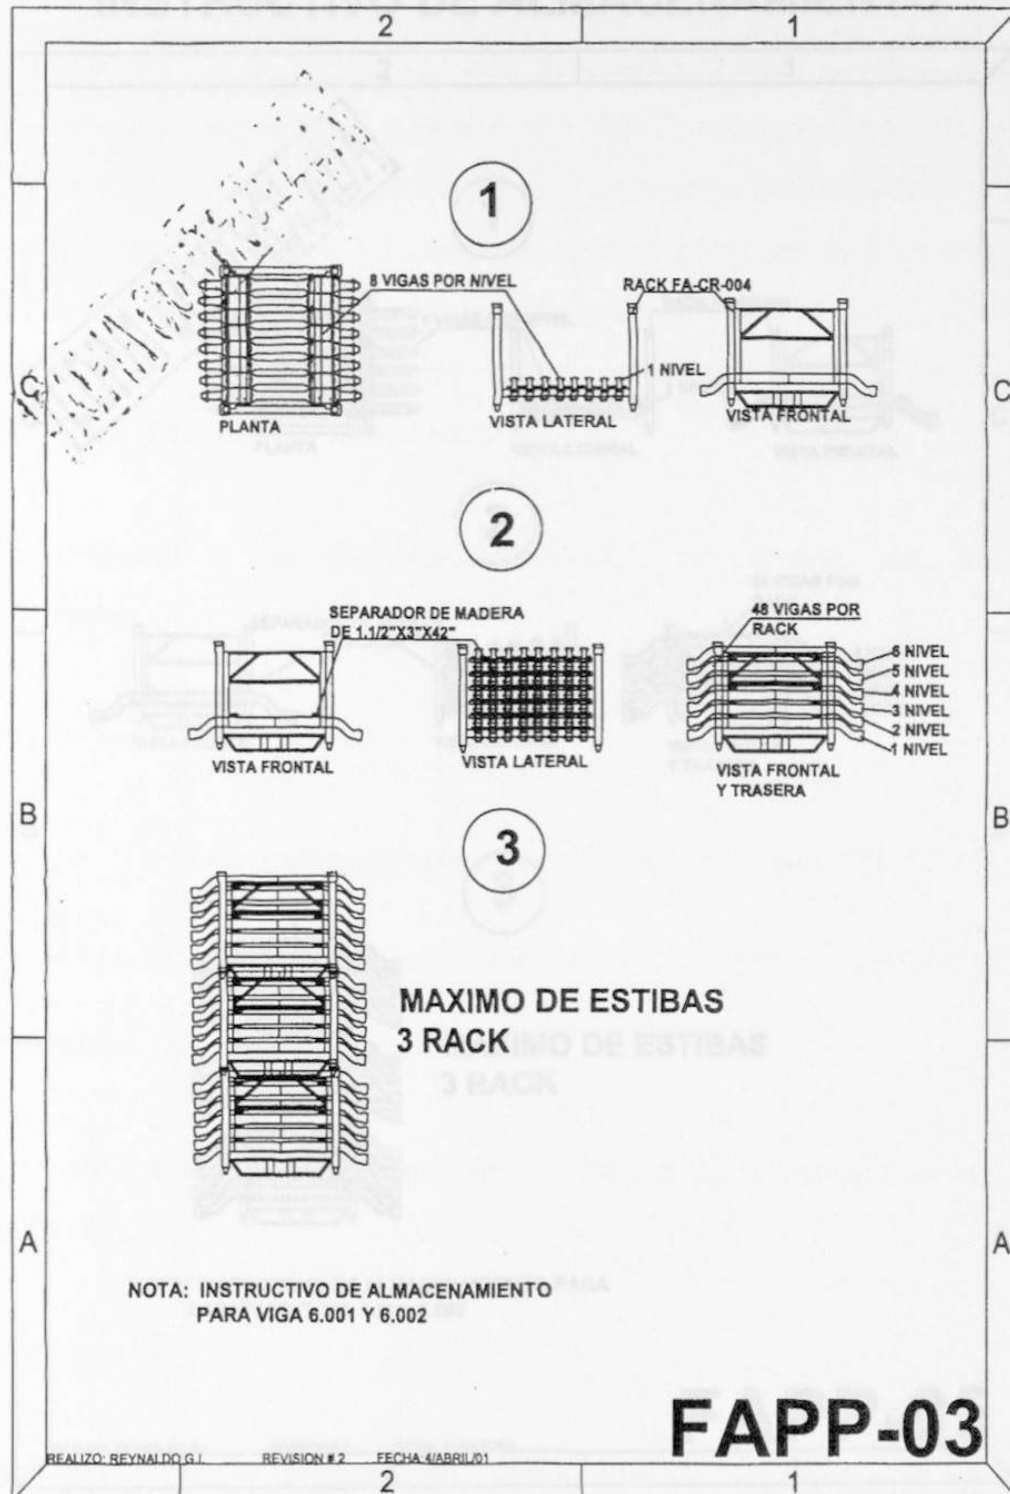 2
1
1
8 VIGAS POR NIVEL
RACK FA-CR-004
1 NIVEL
PLANTA
VISTA LATERAL
VISTA FRONTAL
C
C
2
SEPARADOR DE MADERA
DE 1.1/2"X3"X42"
48 VIGAS POR
RACK
6 NIVEL
5 NIVEL
4 NIVEL
3 NIVEL
2 NIVEL
1 NIVEL
VISTA FRONTAL
VISTA LATERAL
VISTA FRONTAL
Y TRASERA
B
B
3
MAXIMO DE ESTIBAS
3 RACK
A
A
NOTA: INSTRUCTIVO DE ALMACENAMIENTO
PARA VIGA 6.001 Y 6.002
FAPP-03
REALIZO: REYNALDO G.I.
REVISION # 2
FECHA: 4/ABRIL/01
2
1